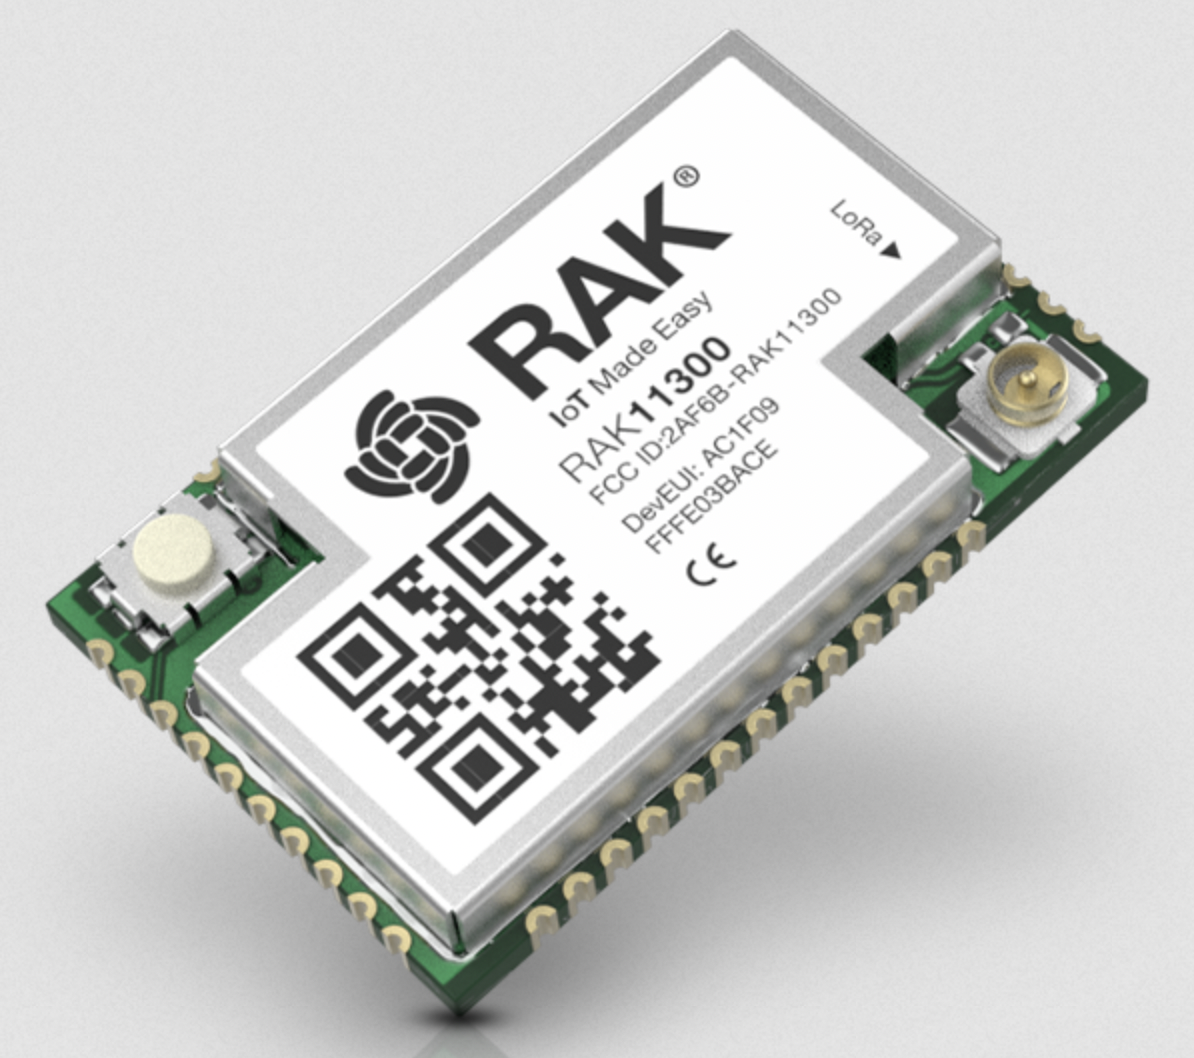 RAK®
IoT Made Easy
RAK11300
FCC ID:2AF6B-RAK11300
DevEUI: AC1F09
FFFE03BACE
CE
LoRa